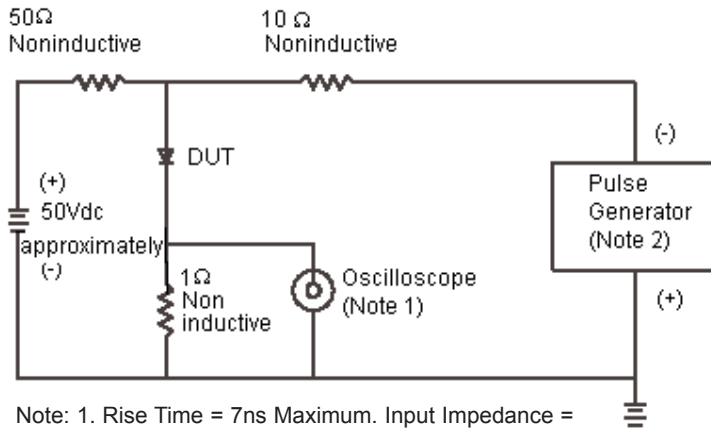 50Ω
Noninductive
10 Ω
Noninductive
DUT
(+)
50Vdc
approximately
(-)
1Ω
Non
inductive
Oscilloscope
(Note 1)
(-)
Pulse
Generator
(Note 2)
(+)
Note: 1. Rise Time = 7ns Maximum. Input Impedance =